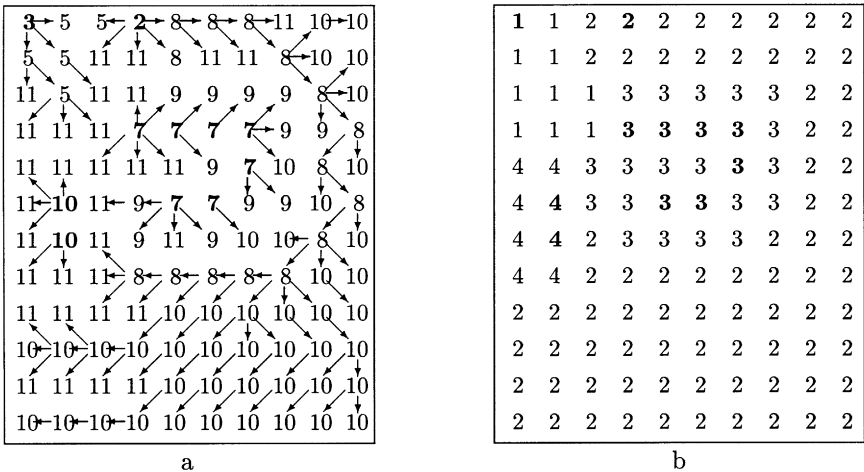 3 5 5 2 8 8 8 11 10 10
5 5 11 11 8 11 11 8 10 10
11 5 11 11 9 9 9 9 8 10
11 11 11 7 7 7 7 9 9 8
11 11 11 11 11 9 7 10 8 10
11 10 11 9 7 7 9 9 10 8
11 10 11 9 11 9 10 10 8 10
11 11 11 8 8 8 8 8 10 10
11 11 11 11 10 10 10 10 10 10
10 10 10 10 10 10 10 10 10 10
11 11 11 11 10 10 10 10 10 10
10 10 10 10 10 10 10 10 10 10
a
1 1 2 2 2 2 2 2 2 2
1 1 2 2 2 2 2 2 2 2
1 1 1 3 3 3 3 3 2 2
1 1 1 3 3 3 3 3 2 2
4 4 3 3 3 3 3 3 2 2
4 4 3 3 3 3 3 3 2 2
4 4 2 3 3 3 3 2 2 2
4 4 2 2 2 2 2 2 2 2
2 2 2 2 2 2 2 2 2 2
2 2 2 2 2 2 2 2 2 2
2 2 2 2 2 2 2 2 2 2
2 2 2 2 2 2 2 2 2 2
b